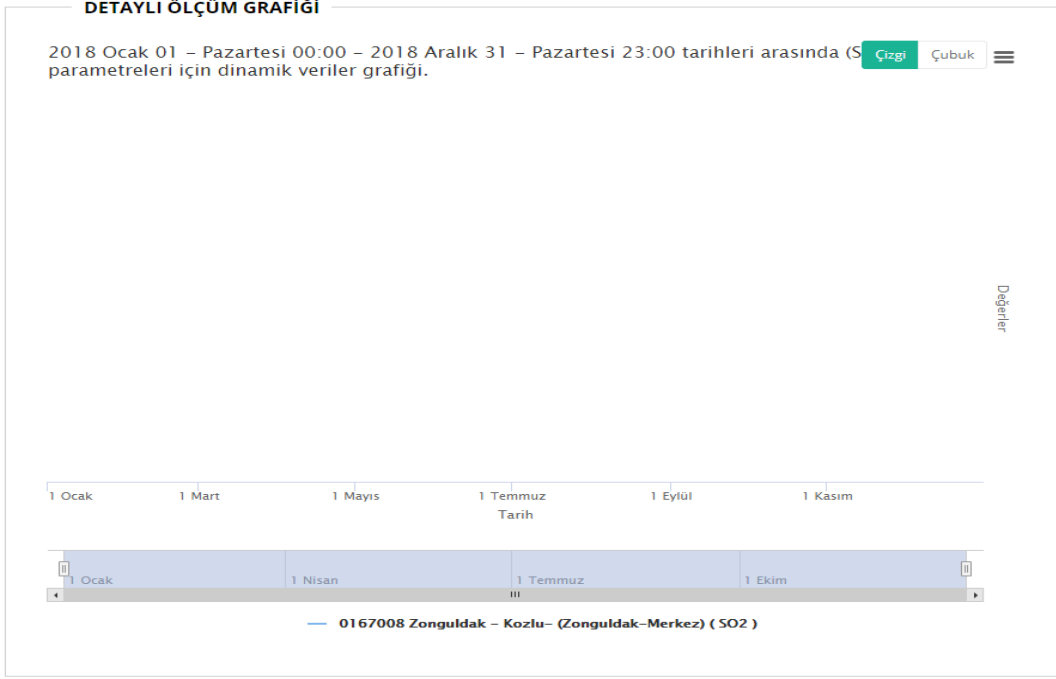 DETAYLI ÖLÇÜM GRAFİĞİ
2018 Ocak 01 – Pazartesi 00:00 – 2018 Aralık 31 – Pazartesi 23:00 tarihleri arasında (S
parametreleri için dinamik veriler grafiği.
Çizgi Çubuk
Değerler
1 Ocak 1 Mart 1 Mayıs 1 Temmuz 1 Eylül 1 Kasım
Tarih
1 Ocak 1 Nisan 1 Temmuz 1 Ekim
0167008 Zonguldak – Kozlu– (Zonguldak–Merkez) ( SO2 )